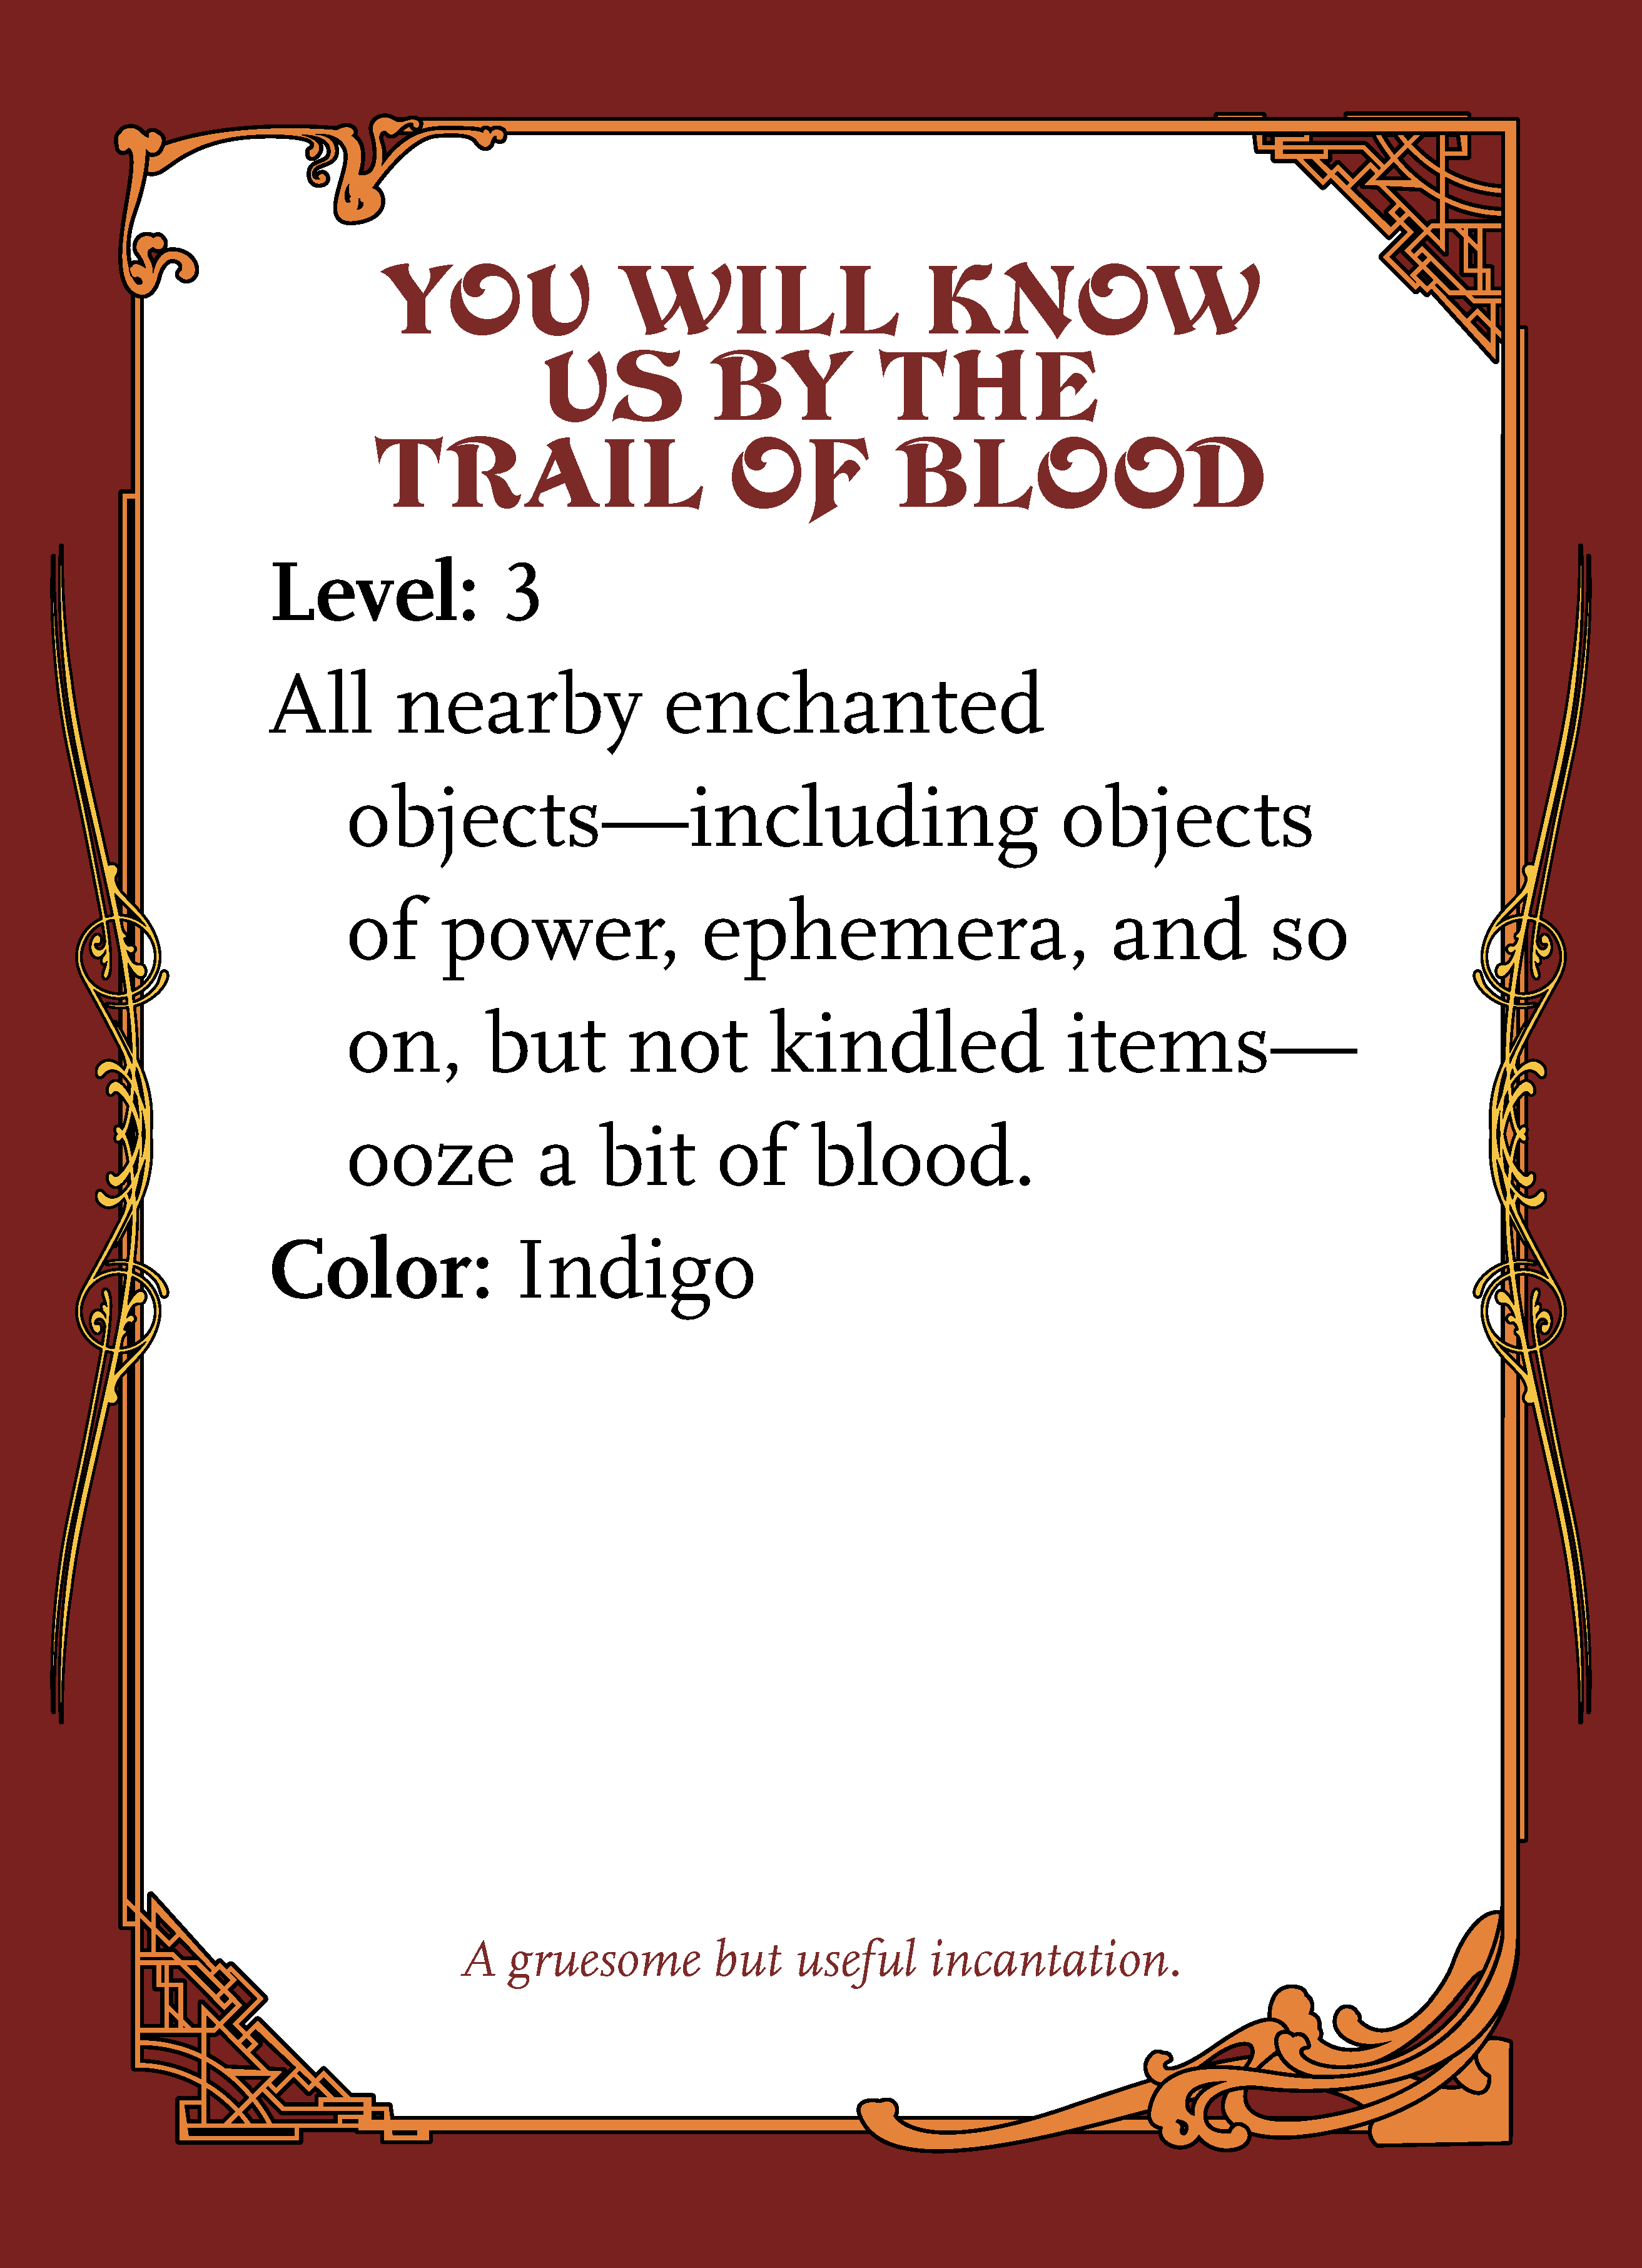 YOU WILL KNOW
US BY THE
TRAIL OF BLOOD
Level: 3
All nearby enchanted
objects—including objects
of power, ephemera, and so
on, but not kindled items—
ooze a bit of blood.
Color: Indigo
A gruesome but useful incantation.